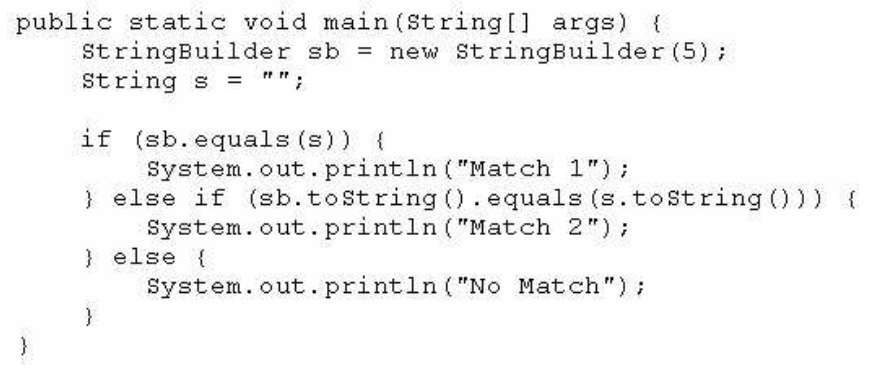 public static void main(String[] args) {
    StringBuilder sb = new StringBuilder(5);
    String s = "";

    if (sb.equals(s)) {
        System.out.println("Match 1");
    } else if (sb.toString().equals(s.toString())) {
        System.out.println("Match 2");
    } else {
        System.out.println("No Match");
    }
}